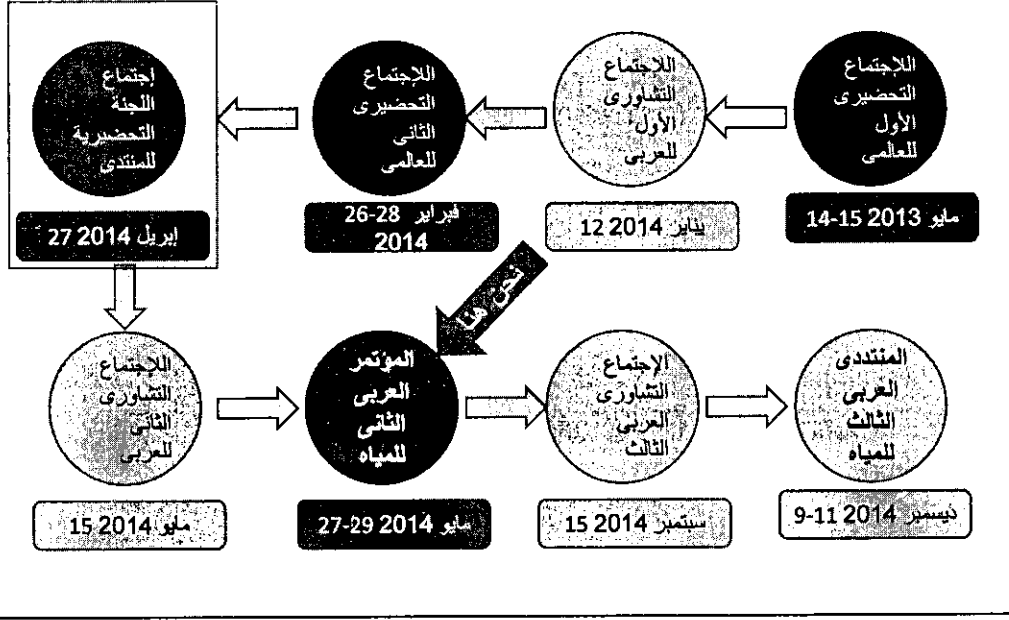 اللإجتماع
التحضيرى
الأول
للعالمى
مايو 2013 15-14
اللاجتماع
التشاورى
الأول
للعربى
يناير 2014 12
اللإجتماع
التحضيرى
الثانى
للعالمى
فبراير 28-26
2014
إجتماع
اللجنة
التحضيرية
للمنتدى
إبريل 2014 27
نحن هنا
اللاجتماع
التشاورى
الثانى
للعربى
مايو 2014 15
المؤتمر
العربى
الثانى
للمياه
مايو 2014 29-27
الإجتماع
التشاورى
العربى
الثالث
سبتمبر 2014 15
المنتددى
العربى
الثالث
للمياه
ديسمبر 2014 11-9